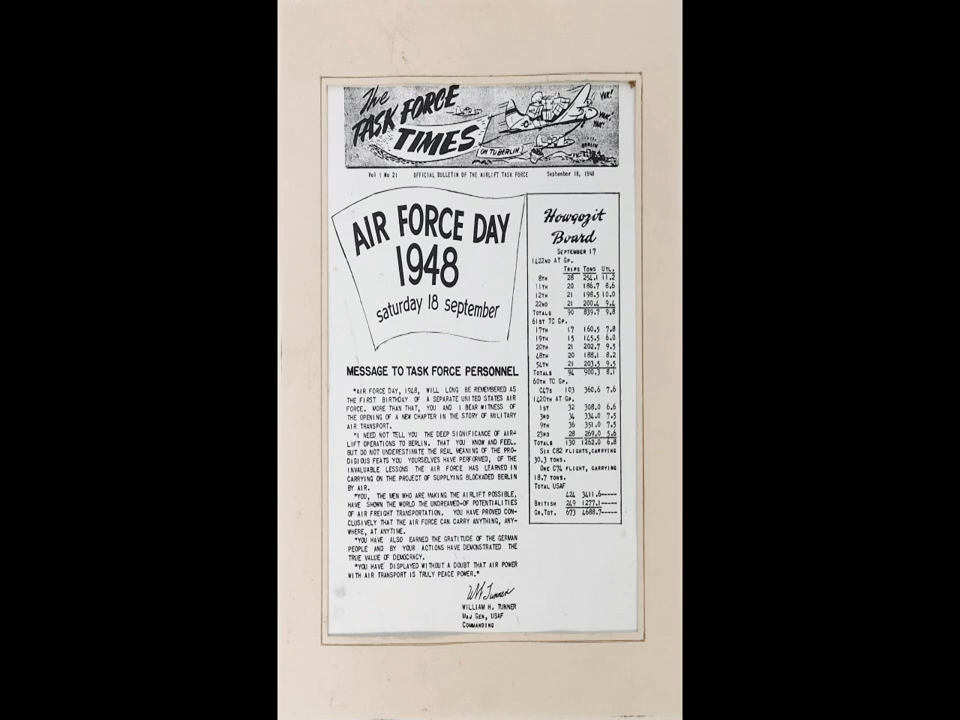 The
TASK FORCE
TIMES
ON TO BERLIN
YAK!
YAK!
YAK!
BERLIN
Vol 1 No 21 OFFICIAL BULLETIN OF THE AIRLIFT TASK FORCE September 18, 1948
AIR FORCE DAY
1948
saturday 18 september
MESSAGE TO TASK FORCE PERSONNEL
"AIR FORCE DAY, 1948, WILL LONG BE REMEMBERED AS
THE FIRST BIRTHDAY OF A SEPARATE UNITED STATES AIR
FORCE. MORE THAN THAT, YOU AND I BEAR WITNESS OF
THE OPENING OF A NEW CHAPTER IN THE STORY OF MILITARY
AIR TRANSPORT.
"I NEED NOT TELL YOU THE DEEP SIGNIFICANCE OF AIR-
LIFT OPERATIONS TO BERLIN. THAT YOU KNOW AND FEEL.
BUT DO NOT UNDERESTIMATE THE REAL MEANING OF THE PRO-
DIGIOUS FEATS YOU YOURSELVES HAVE PERFORMED, OF THE
INVALUABLE LESSONS THE AIR FORCE HAS LEARNED IN
CARRYING ON THE PROJECT OF SUPPLYING BLOCKADED BERLIN
BY AIR.
"YOU, THE MEN WHO ARE MAKING THE AIRLIFT POSSIBLE,
HAVE SHOWN THE WORLD THE UNDREAMED-OF POTENTIALITIES
OF AIR FREIGHT TRANSPORTATION. YOU HAVE PROVED CON-
CLUSIVELY THAT THE AIR FORCE CAN CARRY ANYTHING, ANY-
WHERE, AT ANYTIME.
"YOU HAVE ALSO EARNED THE GRATITUDE OF THE GERMAN
PEOPLE AND BY YOUR ACTIONS HAVE DEMONSTRATED THE
TRUE VALUE OF DEMOCRACY.
"YOU HAVE DISPLAYED WITHOUT A DOUBT THAT AIR POWER
WITH AIR TRANSPORT IS TRULY PEACE POWER."
WH Tunner
WILLIAM H. TUNNER
MAJ GEN, USAF
COMMANDING
Howgozit
Board
SEPTEMBER 17
1422ND AT GP.
TRIPS TONS UTL.
8TH 28 254.1 11.2
11TH 20 186.7 8.6
12TH 21 198.5 10.0
22ND 21 200.4 9.4
TOTALS 90 839.7 9.8
61ST TC GP.
17TH 17 160.5 7.8
19TH 15 145.5 6.0
20TH 21 202.7 9.5
48TH 20 188.1 8.2
54TH 21 203.5 9.5
TOTALS 94 900.3 8.1
60TH TC GP.
C47S 103 360.6 7.6
1420TH AT GP.
1ST 32 308.0 6.6
3RD 34 334.0 7.5
9TH 36 351.0 7.5
23RD 28 269.0 5.6
TOTALS 130 1262.0 6.8
SIX C82 FLIGHTS, CARRYING
30.3 TONS.
ONE C74 FLIGHT, CARRYING
18.7 TONS.
TOTAL USAF
424 3411.6-----
BRITISH 249 1277.1-----
GR.TOT. 673 4688.7-----